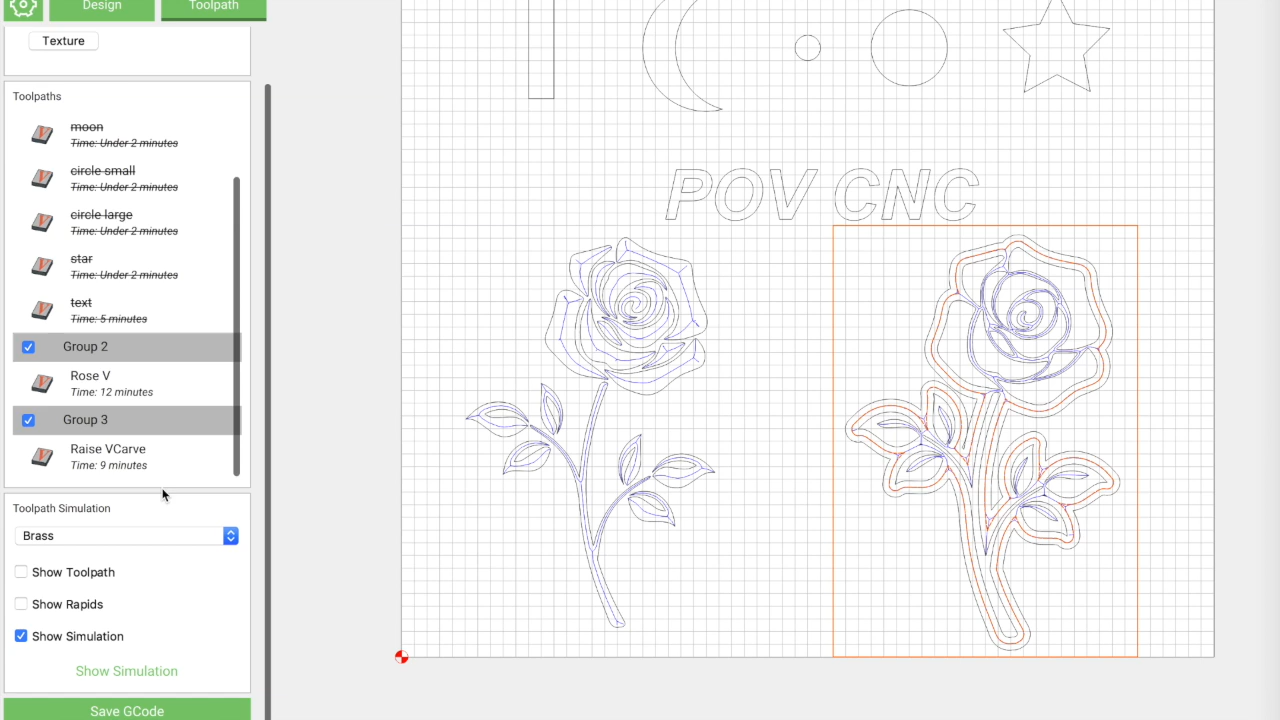 Design
Toolpath
Texture
Toolpaths
moon
Time: Under 2 minutes
circle small
Time: Under 2 minutes
circle large
Time: Under 2 minutes
star
Time: Under 2 minutes
text
Time: 5 minutes
Group 2
Rose V
Time: 12 minutes
Group 3
Raise VCarve
Time: 9 minutes
Toolpath Simulation
Brass
Show Toolpath
Show Rapids
Show Simulation
Show Simulation
Save GCode
POV CNC